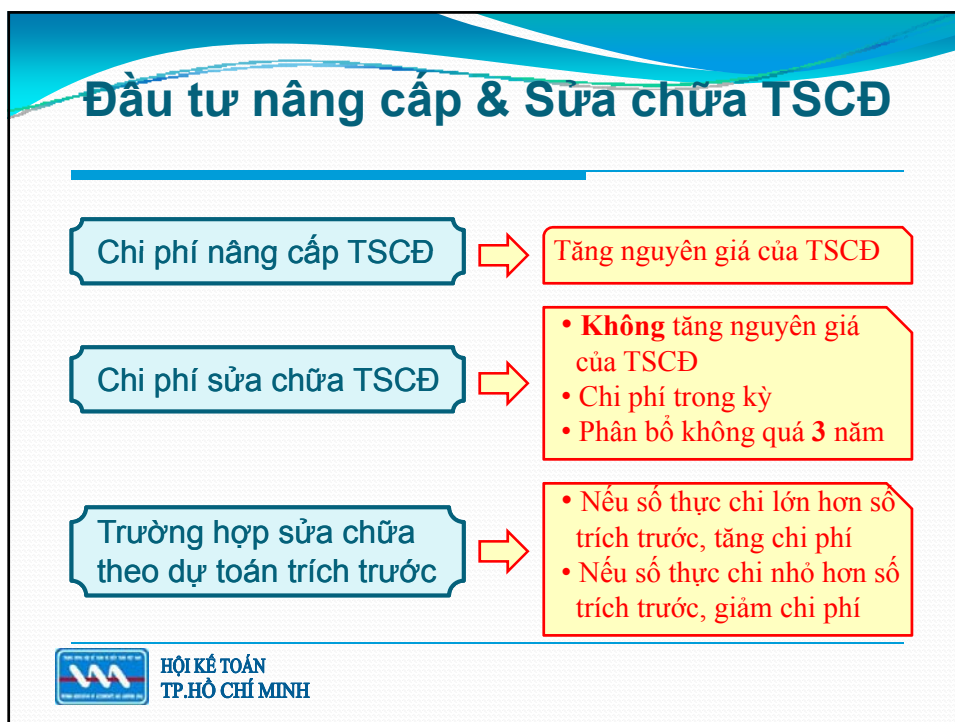 Đầu tư nâng cấp & Sửa chữa TSCĐ
Chi phí nâng cấp TSCĐ
Tăng nguyên giá của TSCĐ
Chi phí sửa chữa TSCĐ
• Không tăng nguyên giá
của TSCĐ
• Chi phí trong kỳ
• Phân bổ không quá 3 năm
Trường hợp sửa chữa
theo dự toán trích trước
• Nếu số thực chi lớn hơn số
trích trước, tăng chi phí
• Nếu số thực chi nhỏ hơn số
trích trước, giảm chi phí
HỘI KẾ TOÁN
TP.HỒ CHÍ MINH